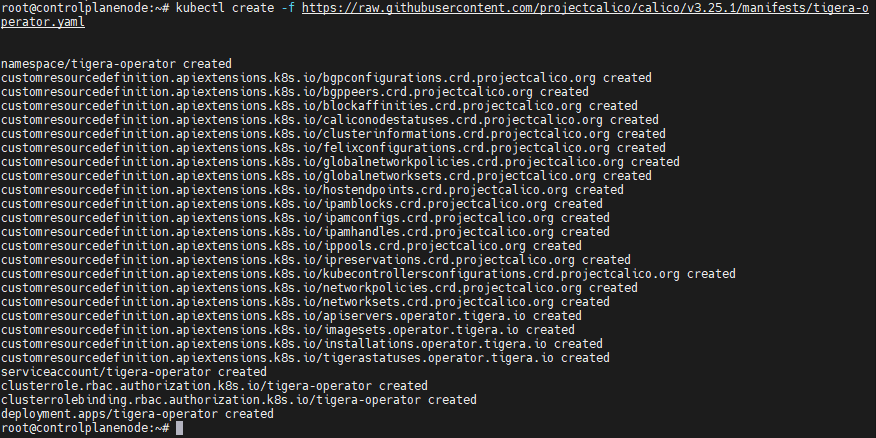 root@controlplanenode:~# kubectl create -f https://raw.githubusercontent.com/projectcalico/calico/v3.25.1/manifests/tigera-o
perator.yaml
namespace/tigera-operator created
customresourcedefinition.apiextensions.k8s.io/bgpconfigurations.crd.projectcalico.org created
customresourcedefinition.apiextensions.k8s.io/bgppeers.crd.projectcalico.org created
customresourcedefinition.apiextensions.k8s.io/blockaffinities.crd.projectcalico.org created
customresourcedefinition.apiextensions.k8s.io/caliconodestatuses.crd.projectcalico.org created
customresourcedefinition.apiextensions.k8s.io/clusterinformations.crd.projectcalico.org created
customresourcedefinition.apiextensions.k8s.io/felixconfigurations.crd.projectcalico.org created
customresourcedefinition.apiextensions.k8s.io/globalnetworkpolicies.crd.projectcalico.org created
customresourcedefinition.apiextensions.k8s.io/globalnetworksets.crd.projectcalico.org created
customresourcedefinition.apiextensions.k8s.io/hostendpoints.crd.projectcalico.org created
customresourcedefinition.apiextensions.k8s.io/ipamblocks.crd.projectcalico.org created
customresourcedefinition.apiextensions.k8s.io/ipamconfigs.crd.projectcalico.org created
customresourcedefinition.apiextensions.k8s.io/ipamhandles.crd.projectcalico.org created
customresourcedefinition.apiextensions.k8s.io/ippools.crd.projectcalico.org created
customresourcedefinition.apiextensions.k8s.io/ipreservations.crd.projectcalico.org created
customresourcedefinition.apiextensions.k8s.io/kubecontrollersconfigurations.crd.projectcalico.org created
customresourcedefinition.apiextensions.k8s.io/networkpolicies.crd.projectcalico.org created
customresourcedefinition.apiextensions.k8s.io/networksets.crd.projectcalico.org created
customresourcedefinition.apiextensions.k8s.io/apiservers.operator.tigera.io created
customresourcedefinition.apiextensions.k8s.io/imagesets.operator.tigera.io created
customresourcedefinition.apiextensions.k8s.io/installations.operator.tigera.io created
customresourcedefinition.apiextensions.k8s.io/tigerastatuses.operator.tigera.io created
serviceaccount/tigera-operator created
clusterrole.rbac.authorization.k8s.io/tigera-operator created
clusterrolebinding.rbac.authorization.k8s.io/tigera-operator created
deployment.apps/tigera-operator created
root@controlplanenode:~#